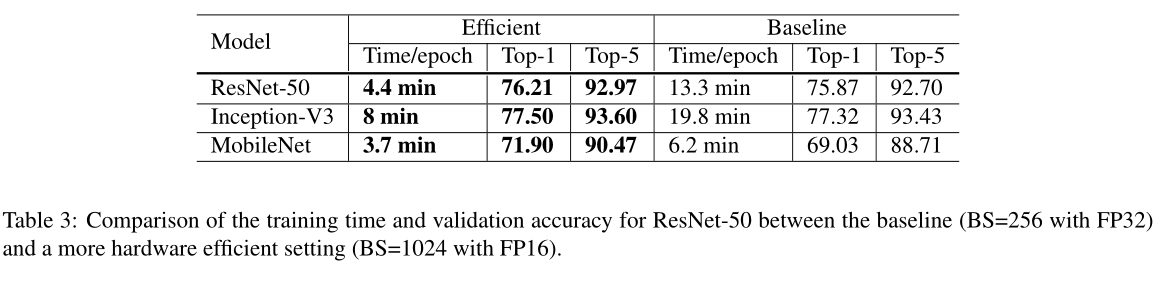 Model Efficient Baseline
Time/epoch Top-1 Top-5 Time/epoch Top-1 Top-5
ResNet-50 4.4 min 76.21 92.97 13.3 min 75.87 92.70
Inception-V3 8 min 77.50 93.60 19.8 min 77.32 93.43
MobileNet 3.7 min 71.90 90.47 6.2 min 69.03 88.71
Table 3: Comparison of the training time and validation accuracy for ResNet-50 between the baseline (BS=256 with FP32)
and a more hardware efficient setting (BS=1024 with FP16).